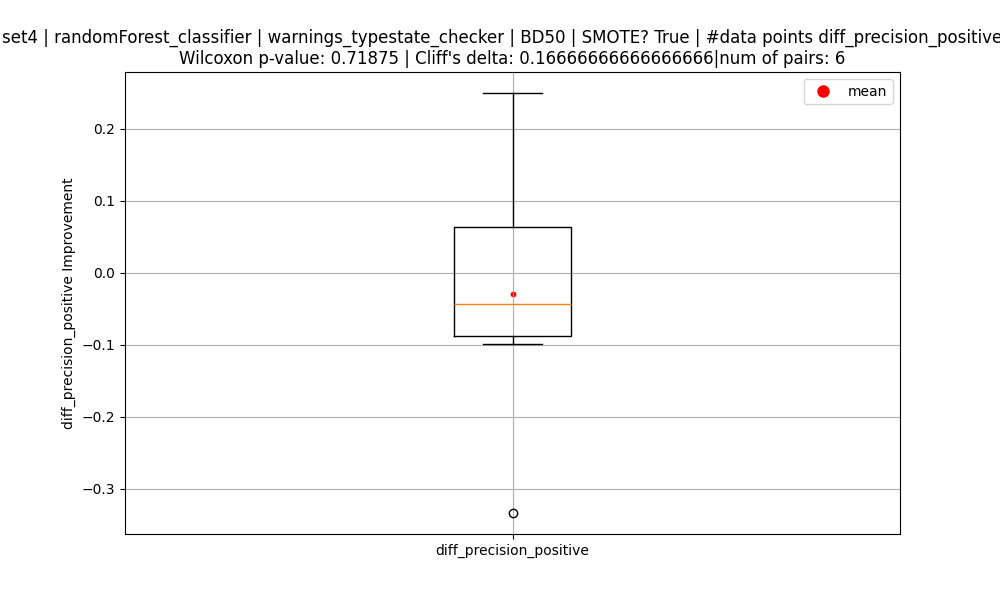 set4 | randomForest_classifier | warnings_typestate_checker | BD50 | SMOTE? True | #data points diff_precision_positive
Wilcoxon p-value: 0.71875 | Cliff's delta: 0.16666666666666666|num of pairs: 6
mean
0.2
0.1
0.0
−0.1
−0.2
−0.3
diff_precision_positive Improvement
diff_precision_positive